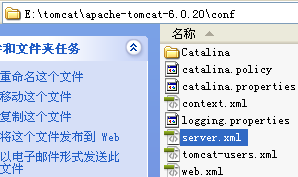 E:\tomcat\apache-tomcat-6.0.20\conf
名称
件和文件夹任务
Catalina
重命名这个文件
catalina.policy
移动这个文件
catalina.properties
复制这个文件
context.xml
将这个文件发布到 Web
logging.properties
以电子邮件形式发送此
文件
server.xml
tomcat-users.xml
web.xml